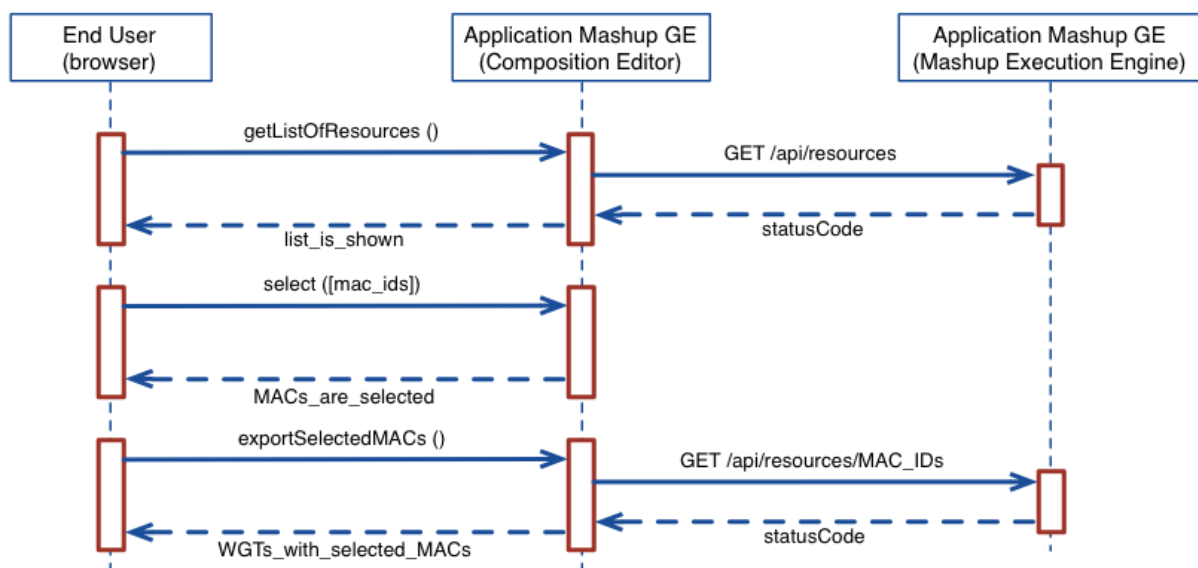 End User
(browser)
Application Mashup GE
(Composition Editor)
Application Mashup GE
(Mashup Execution Engine)
getListOfResources ()
GET /api/resources
statusCode
list_is_shown
select ([mac_ids])
MACs_are_selected
exportSelectedMACs ()
GET /api/resources/MAC_IDs
statusCode
WGTs_with_selected_MACs